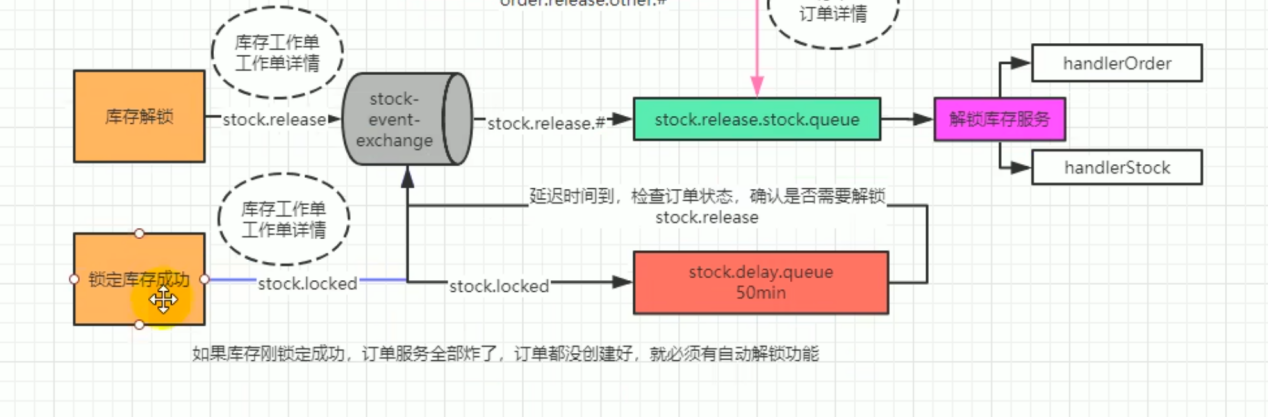 order.release.other.#
订单详情
库存工作单
工作单详情
handlerOrder
库存解锁
stock.release
stock-
event-
exchange
stock.release.#
stock.release.stock.queue
解锁库存服务
handlerStock
库存工作单
工作单详情
延迟时间到，检查订单状态，确认是否需要解锁
stock.release
锁定库存成功
stock.locked
stock.locked
stock.delay.queue
50min
如果库存刚锁定成功，订单服务全部炸了，订单都没创建好，就必须有自动解锁功能